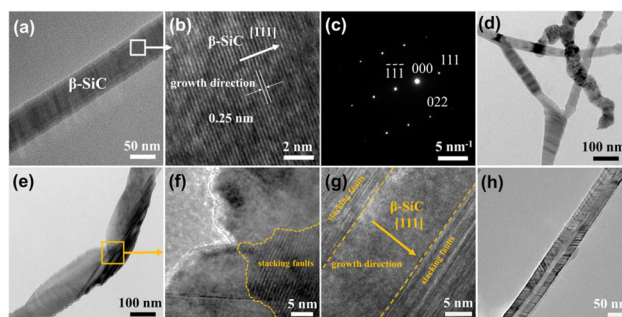 (a)
β-SiC
50 nm
(b)
β-SiC
[111]
growth direction
0.25 nm
2 nm
(c)
000
111
1̄1̄1̄
022
5 nm⁻¹
(d)
100 nm
(e)
100 nm
(f)
stacking faults
5 nm
(g)
stacking faults
β-SiC
[111]
growth direction
stacking faults
5 nm
(h)
50 nm